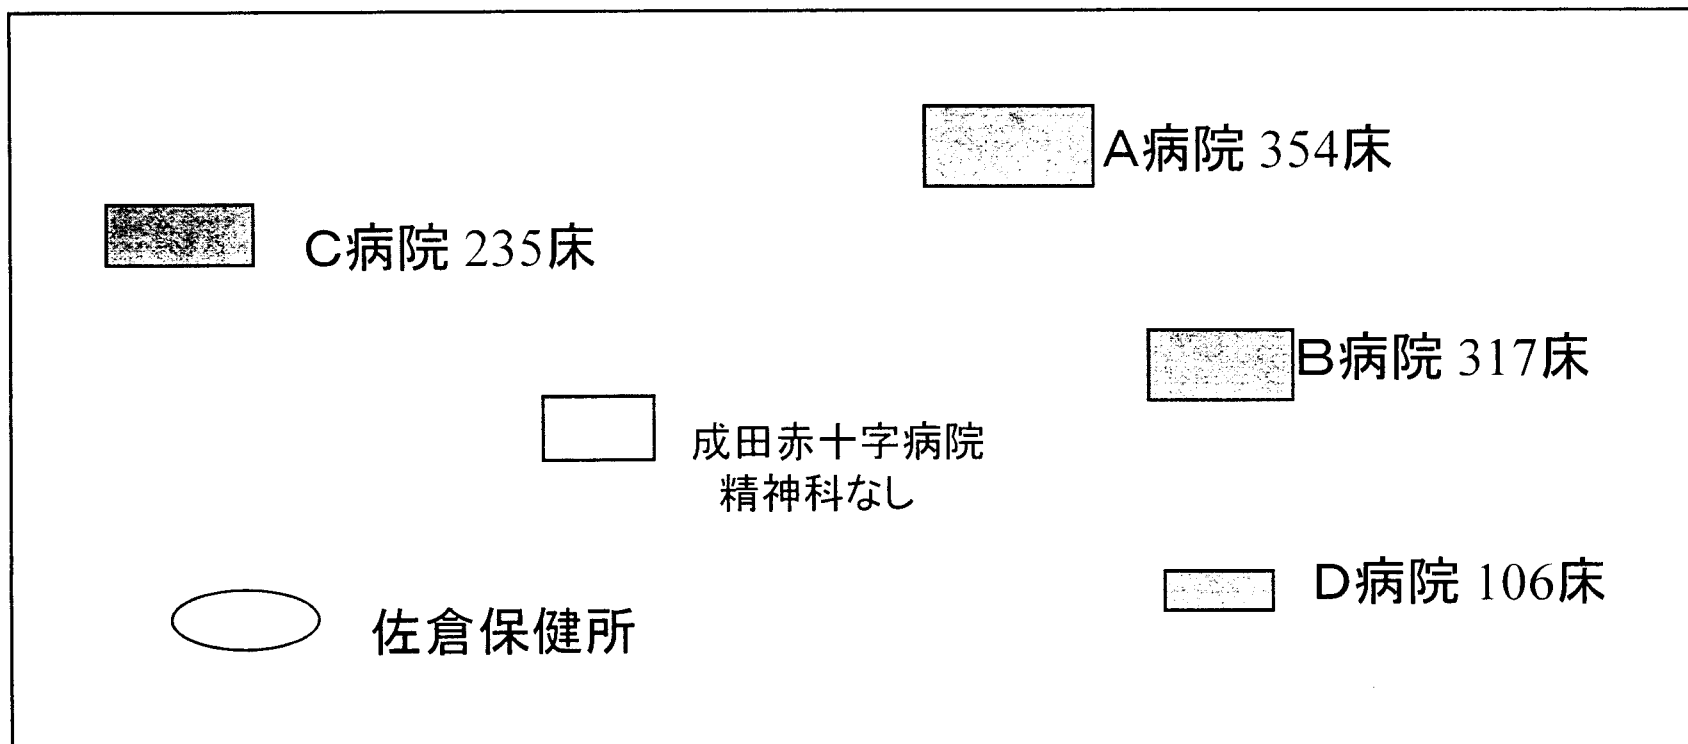 A病院 354床
C病院 235床
B病院 317床
成田赤十字病院
精神科なし
D病院 106床
佐倉保健所